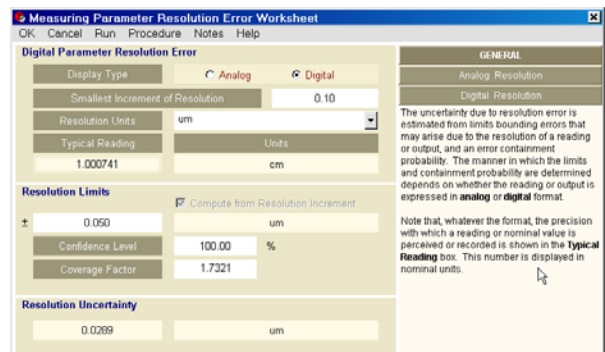 Measuring Parameter Resolution Error Worksheet
OK Cancel Run Procedure Notes Help
Digital Parameter Resolution Error
Display Type Analog Digital
Smallest Increment of Resolution 0.10
Resolution Units um
Typical Reading Units
1.000741 cm
Resolution Limits
Compute from Resolution Increment
± 0.050 um
Confidence Level 100.00 %
Coverage Factor 1.7321
Resolution Uncertainty
0.0289 um
GENERAL
Analog Resolution
Digital Resolution
The uncertainty due to resolution error is
estimated from limits bounding errors that
may arise due to the resolution of a reading
or output, and an error containment
probability. The manner in which the limits
and containment probability are determined
depends on whether the reading or output is
expressed in analog or digital format.
Note that, whatever the format, the precision
with which a reading or nominal value is
perceived or recorded is shown in the Typical
Reading box. This number is displayed in
nominal units.